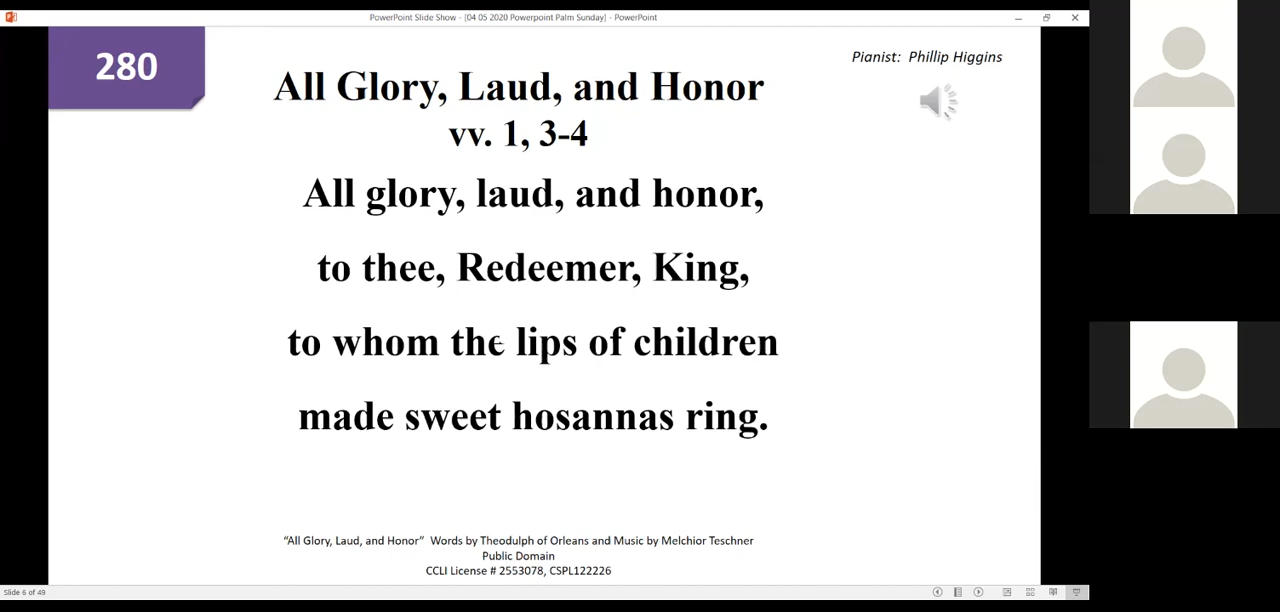 PowerPoint Slide Show - [04 05 2020 Powerpoint Palm Sunday] - PowerPoint
280
Pianist: Phillip Higgins
All Glory, Laud, and Honor
vv. 1, 3-4
All glory, laud, and honor,
to thee, Redeemer, King,
to whom the lips of children
made sweet hosannas ring.
“All Glory, Laud, and Honor” Words by Theodulph of Orleans and Music by Melchior Teschner
Public Domain
CCLI License # 2553078, CSPL122226
Slide 6 of 49